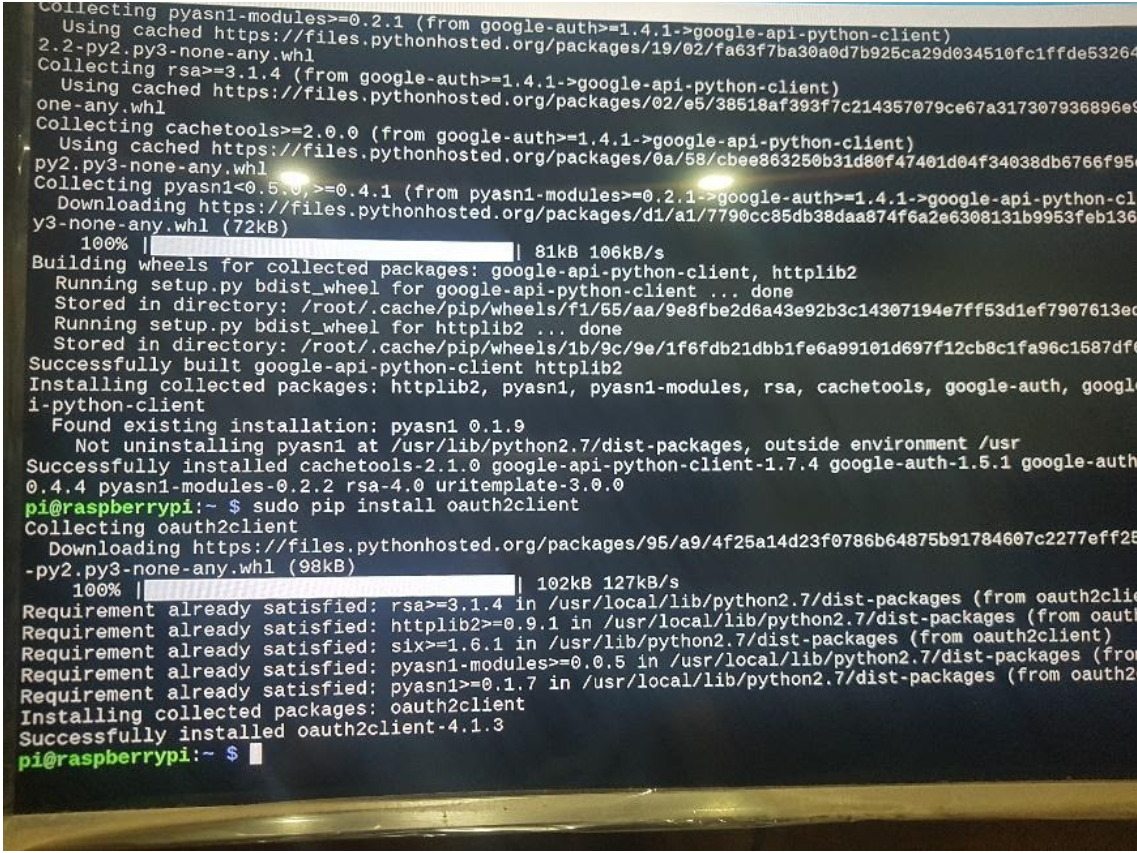 Collecting pyasn1-modules>=0.2.1 (from google-auth>=1.4.1->google-api-python-client)
Using cached https://files.pythonhosted.org/packages/19/02/fa63f7ba30a0d7b925ca29d034510fc1ffde53264
2.2-py2.py3-none-any.whl
Collecting rsa>=3.1.4 (from google-auth>=1.4.1->google-api-python-client)
Using cached https://files.pythonhosted.org/packages/02/e5/38518af393f7c214357079ce67a317307936896e9
one-any.whl
Collecting cachetools>=2.0.0 (from google-auth>=1.4.1->google-api-python-client)
Using cached https://files.pythonhosted.org/packages/0a/58/cbee863250b31d80f47401d04f34038db6766f95
py2.py3-none-any.whl
Collecting pyasn1<0.5.0,>=0.4.1 (from pyasn1-modules>=0.2.1->google-auth>=1.4.1->google-api-python-cl
Downloading https://files.pythonhosted.org/packages/d1/a1/7790cc85db38daa874f6a2e6308131b9953feb136
y3-none-any.whl (72kB)
100% | | 81kB 106kB/s
Building wheels for collected packages: google-api-python-client, httplib2
Running setup.py bdist_wheel for google-api-python-client ... done
Stored in directory: /root/.cache/pip/wheels/f1/55/aa/9e8fbe2d6a43e92b3c14307194e7ff53d1ef7907613ed
Running setup.py bdist_wheel for httplib2 ... done
Stored in directory: /root/.cache/pip/wheels/1b/9c/9e/1f6fdb21dbb1fe6a99101d697f12cb8c1fa96c1587df
Successfully built google-api-python-client httplib2
Installing collected packages: httplib2, pyasn1, pyasn1-modules, rsa, cachetools, google-auth, googl
i-python-client
Found existing installation: pyasn1 0.1.9
Not uninstalling pyasn1 at /usr/lib/python2.7/dist-packages, outside environment /usr
Successfully installed cachetools-2.1.0 google-api-python-client-1.7.4 google-auth-1.5.1 google-auth
0.4.4 pyasn1-modules-0.2.2 rsa-4.0 uritemplate-3.0.0
pi@raspberrypi:~ $ sudo pip install oauth2client
Collecting oauth2client
Downloading https://files.pythonhosted.org/packages/95/a9/4f25a14d23f0786b64875b91784607c2277eff25
-py2.py3-none-any.whl (98kB)
100% | | 102kB 127kB/s
Requirement already satisfied: rsa>=3.1.4 in /usr/local/lib/python2.7/dist-packages (from oauth2clie
Requirement already satisfied: httplib2>=0.9.1 in /usr/local/lib/python2.7/dist-packages (from oauth
Requirement already satisfied: six>=1.6.1 in /usr/lib/python2.7/dist-packages (from oauth2client)
Requirement already satisfied: pyasn1-modules>=0.0.5 in /usr/local/lib/python2.7/dist-packages (fro
Requirement already satisfied: pyasn1>=0.1.7 in /usr/local/lib/python2.7/dist-packages (from oauth2
Installing collected packages: oauth2client
Successfully installed oauth2client-4.1.3
pi@raspberrypi:~ $